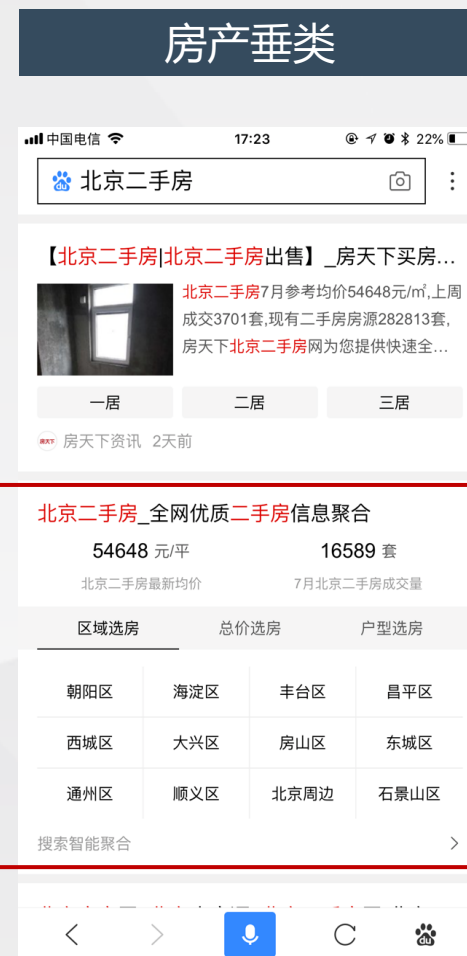 房产垂类
中国电信 17:23 22%
du 北京二手房
【北京二手房|北京二手房出售】_房天下买房...
北京二手房7月参考均价54648元/㎡,上周
成交3701套,现有二手房房源282813套,
房天下北京二手房网为您提供快速全...
一居 二居 三居
房天下 房天下资讯 2天前
北京二手房_全网优质二手房信息聚合
54648 元/平 16589 套
北京二手房最新均价 7月北京二手房成交量
区域选房 总价选房 户型选房
朝阳区 海淀区 丰台区 昌平区
西城区 大兴区 房山区 东城区
通州区 顺义区 北京周边 石景山区
搜索智能聚合
du